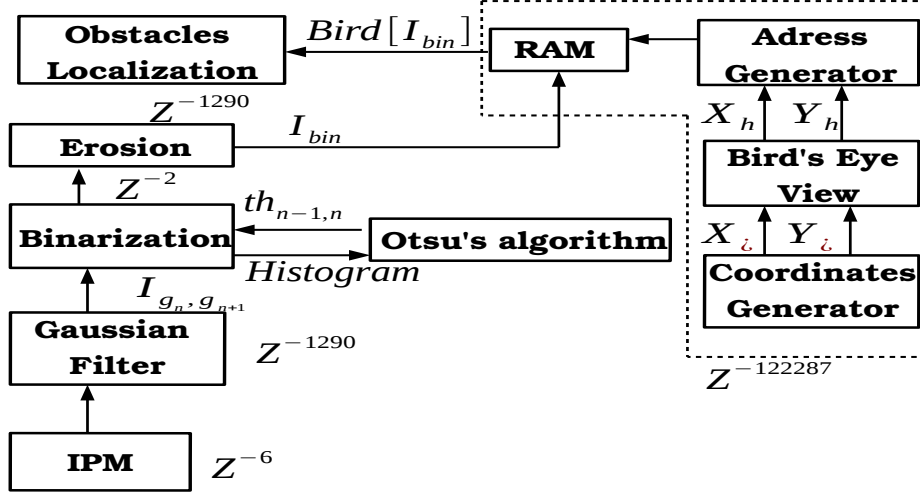 Obstacles
Localization
Bird[I_bin]
RAM
Adress
Generator
Z^-1290
X_h
Y_h
Erosion
I_bin
Bird's Eye
View
Z^-2
th_n-1,n
Binarization
Otsu's algorithm
X_¿
Y_¿
Histogram
Coordinates
Generator
I_g_n,g_n+1
Gaussian
Filter
Z^-1290
Z^-122287
IPM
Z^-6